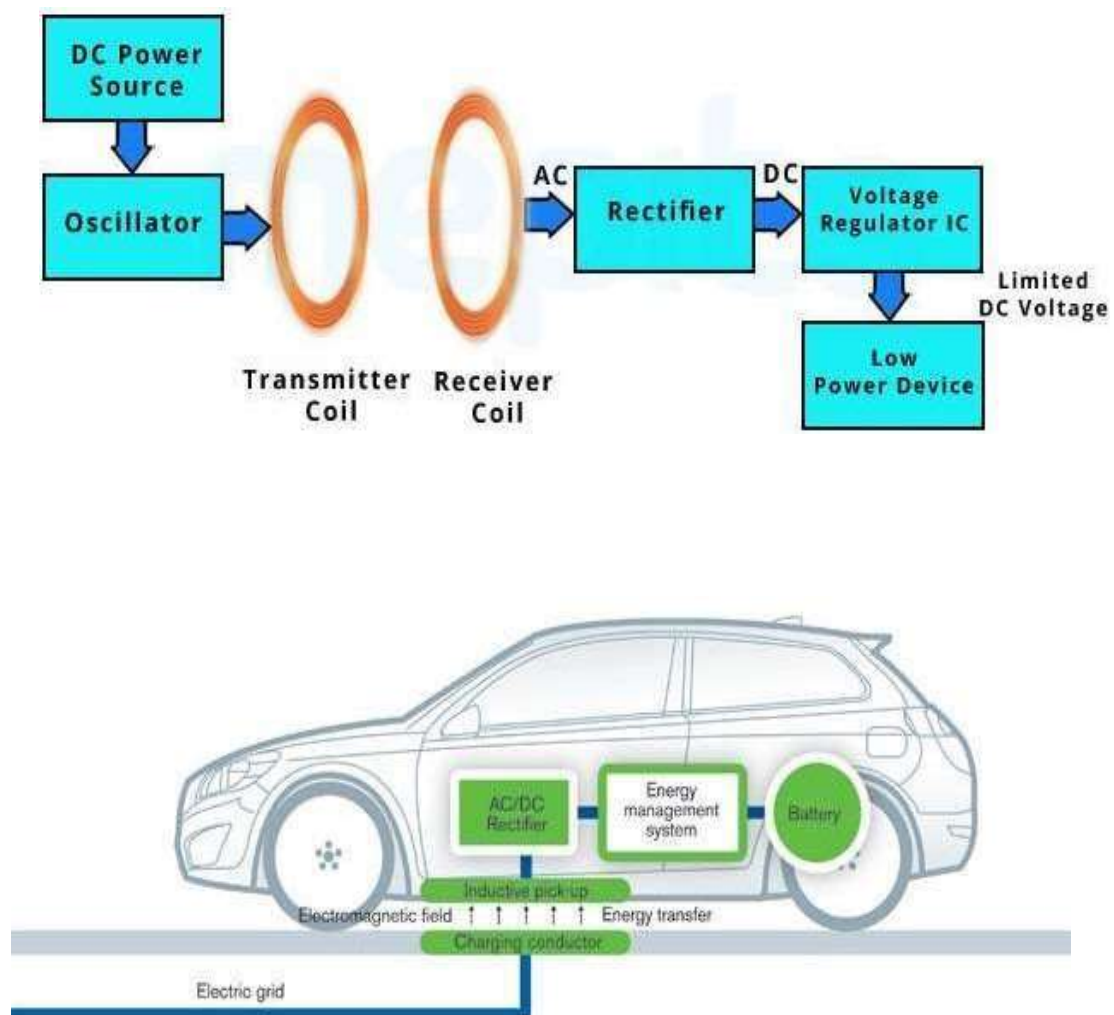 DC Power
Source
Oscillator
Transmitter
Coil
Receiver
Coil
AC
Rectifier
DC
Voltage
Regulator IC
Limited
DC Voltage
Low
Power Device
AC/DC
Rectifier
Energy
management
system
Battery
Inductive pick-up
Electromagnetic field
Energy transfer
Charging conductor
Electric grid